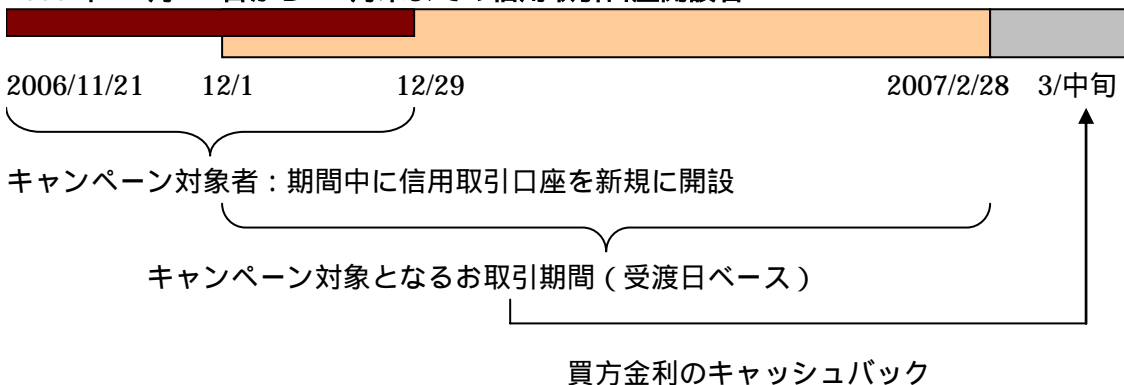 2006/11/21 12/1 12/29 2007/2/28 3/中旬
キャンペーン対象者：期間中に信用取引口座を新規に開設
キャンペーン対象となるお取引期間（受渡日ベース）
買方金利のキャッシュバック